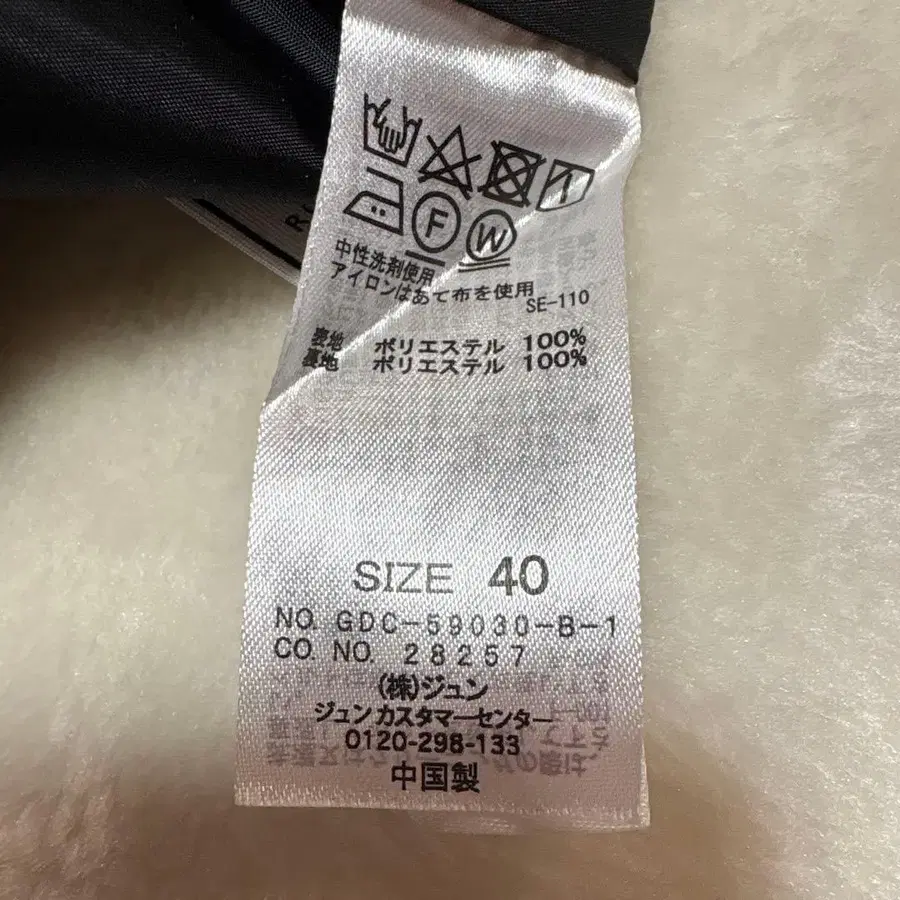 F W
中性洗剤使用
アイロンはあて布を使用
SE-110
表地 ポリエステル 100%
裏地 ポリエステル 100%
SIZE 40
NO. GDC-59030-B-1
CO. NO. 28257
(株)ジュン
ジュンカスタマーセンター
0120-298-133
中国製